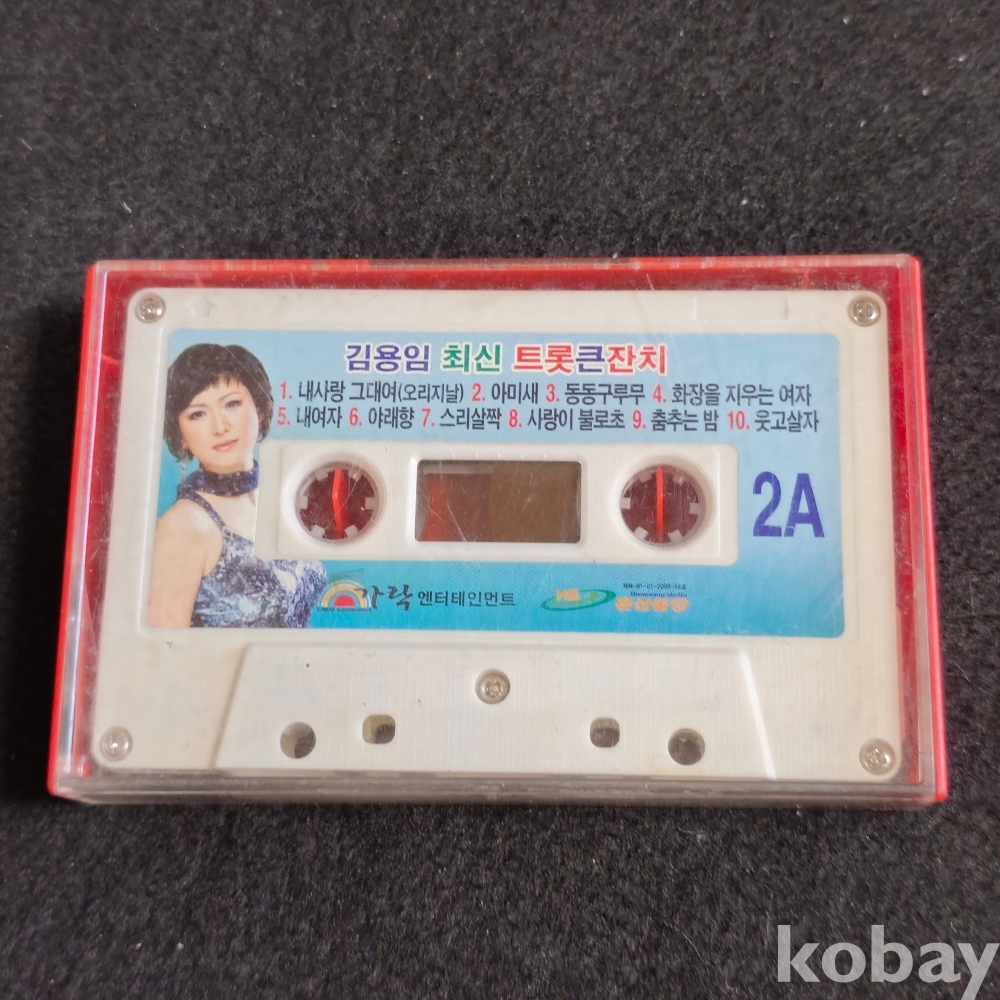 김용임 최신 트롯큰잔치
1. 내사랑 그대여(오리지날) 2. 아미새 3. 동동구루무 4. 화장을 지우는 여자
5. 내여자 6. 야래향 7. 스리살짝 8. 사랑이 불로초 9. 춤추는 밤 10. 웃고살자
2A
가락 엔터테인먼트
kobay